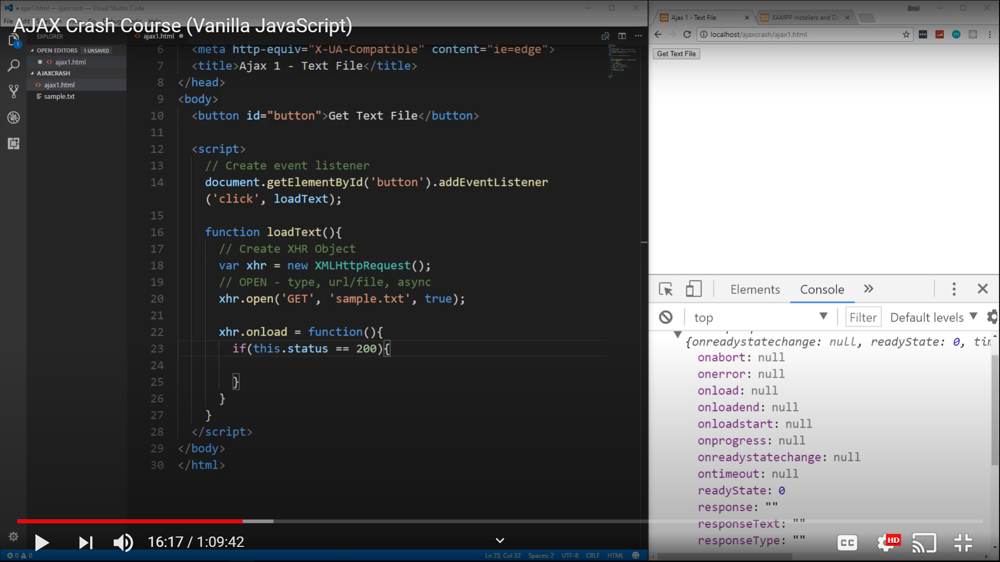 ajax1.html — ajaxcrash — Visual Studio Code
AJAX Crash Course (Vanilla JavaScript)
EXPLORER
OPEN EDITORS 1 UNSAVED
ajax1.html
AJAXCRASH
ajax1.html
sample.txt
1
ajax1.html
6 <meta http-equiv="X-UA-Compatible" content="ie=edge">
7 <title>Ajax 1 - Text File</title>
8 </head>
9 <body>
10 <button id="button">Get Text File</button>
11
12 <script>
13 // Create event listener
14 document.getElementById('button').addEventListener
('click', loadText);
15
16 function loadText(){
17 // Create XHR Object
18 var xhr = new XMLHttpRequest();
19 // OPEN - type, url/file, async
20 xhr.open('GET', 'sample.txt', true);
21
22 xhr.onload = function(){
23 if(this.status == 200){
24
25 }
26 }
27 }
28 </script>
29 </body>
30 </html>
Brad
Ajax 1 - Text File
XAMPP Installers and Do
localhost/ajaxcrash/ajax1.html
Get Text File
Elements Console »
top Filter Default levels
{onreadystatechange: null, readyState: 0, tim
onabort: null
onerror: null
onload: null
onloadend: null
onloadstart: null
onprogress: null
onreadystatechange: null
ontimeout: null
readyState: 0
response: ""
responseText: ""
responseType: ""
16:17 / 1:09:42
CC
HD
0 0
Ln 23, Col 32 Spaces: 2 UTF-8 CRLF HTML